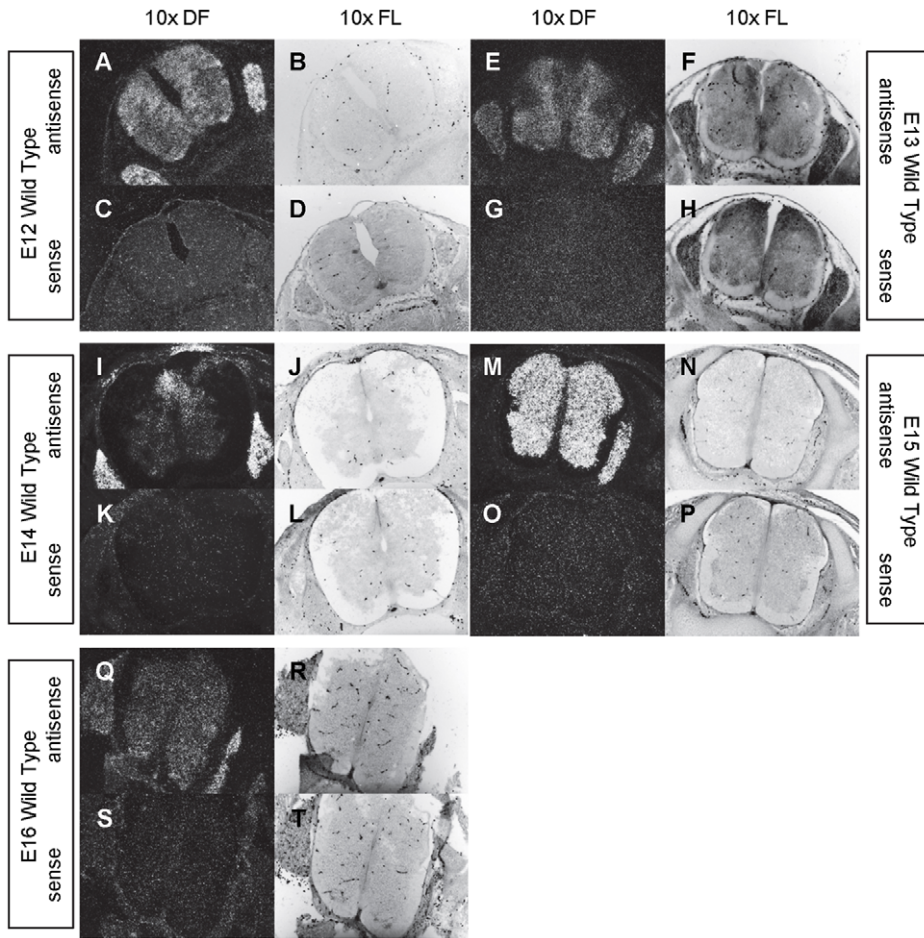 10x DF
10x FL
10x DF
10x FL
E12 Wild Type
antisense
sense
A
B
C
D
E
F
G
H
E13 Wild Type
antisense
sense
E14 Wild Type
antisense
sense
I
J
K
L
M
N
O
P
E15 Wild Type
antisense
sense
E16 Wild Type
antisense
sense
Q
R
S
T